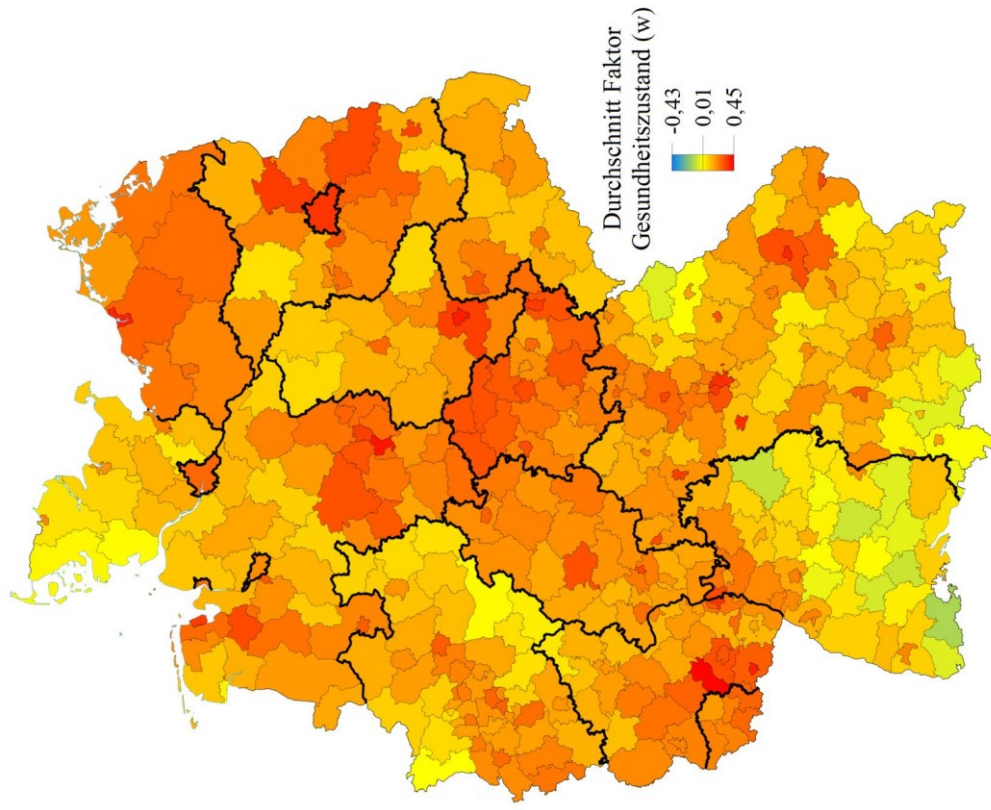 Durchschnitt Faktor
Gesundheitszustand (w)
-0,43
0,01
0,45